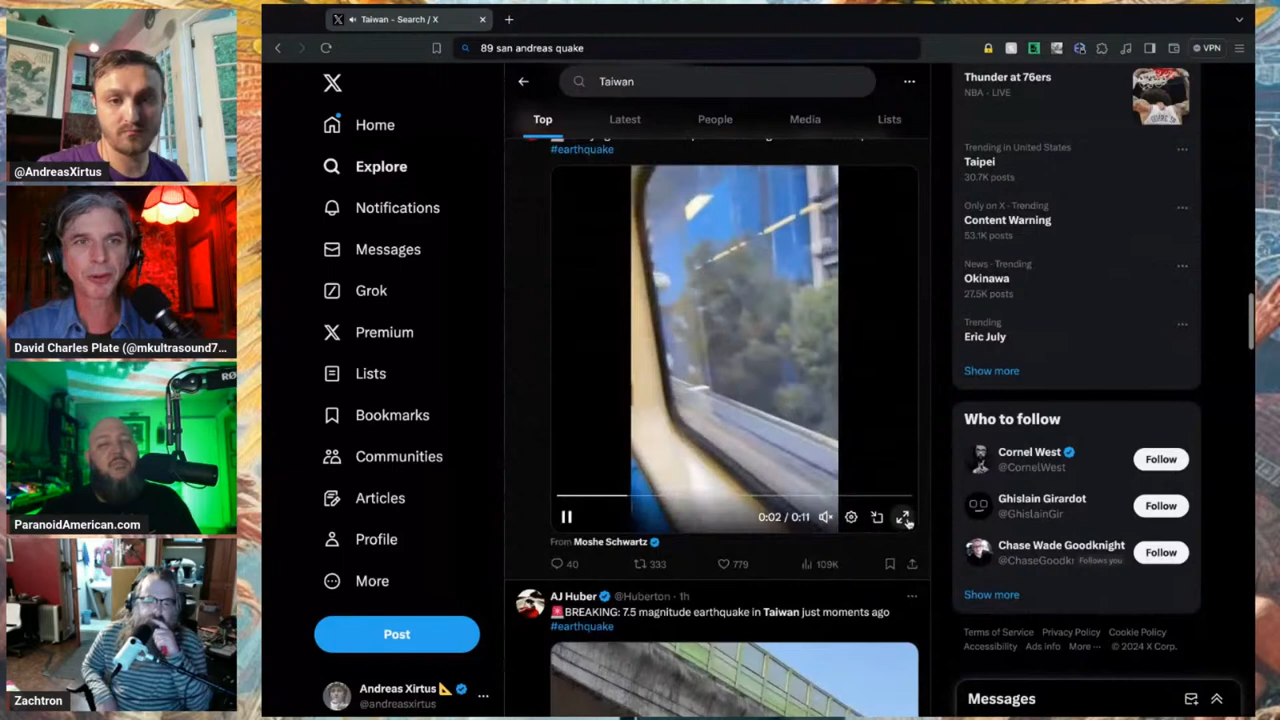 @AndreasXirtus
David Charles Plate (@mkultrasound7...
ParanoidAmerican.com
Zachtron
Taiwan - Search / X
89 san andreas quake
VPN
Home
Explore
Notifications
Messages
Grok
Premium
Lists
Bookmarks
Communities
Articles
Profile
More
Post
Andreas Xirtus
@andreasxirtus
Taiwan
Top
Latest
People
Media
Lists
#earthquake
0:02 / 0:11
From Moshe Schwartz
40
333
779
109K
AJ Huber @Huberton · 1h
BREAKING: 7.5 magnitude earthquake in Taiwan just moments ago
#earthquake
Thunder at 76ers
NBA · LIVE
Trending in United States
Taipei
30.7K posts
Only on X · Trending
Content Warning
53.1K posts
News · Trending
Okinawa
27.5K posts
Trending
Eric July
Show more
Who to follow
Cornel West
@CornelWest
Follow
Ghislain Girardot
@GhislainGir
Follow
Chase Wade Goodknight
@ChaseGoodkr Follows you
Follow
Show more
Terms of Service Privacy Policy Cookie Policy
Accessibility Ads info More ··· © 2024 X Corp.
Messages